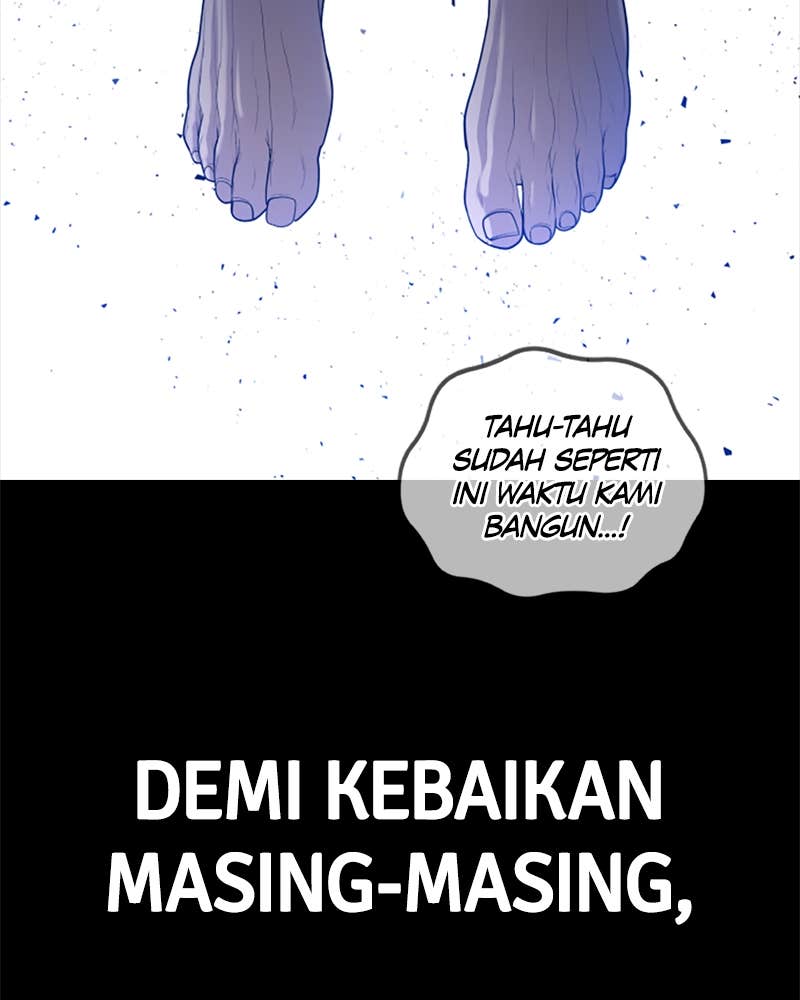 TAHU-TAHU
SUDAH SEPERTI
INI WAKTU KAMI
BANGUN...!
DEMI KEBAIKAN
MASING-MASING,